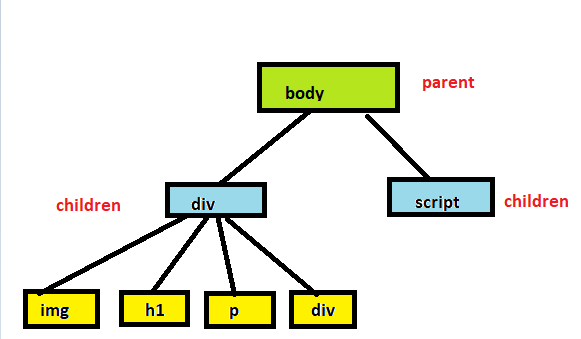 body
parent
children
div
script
children
img
h1
p
div